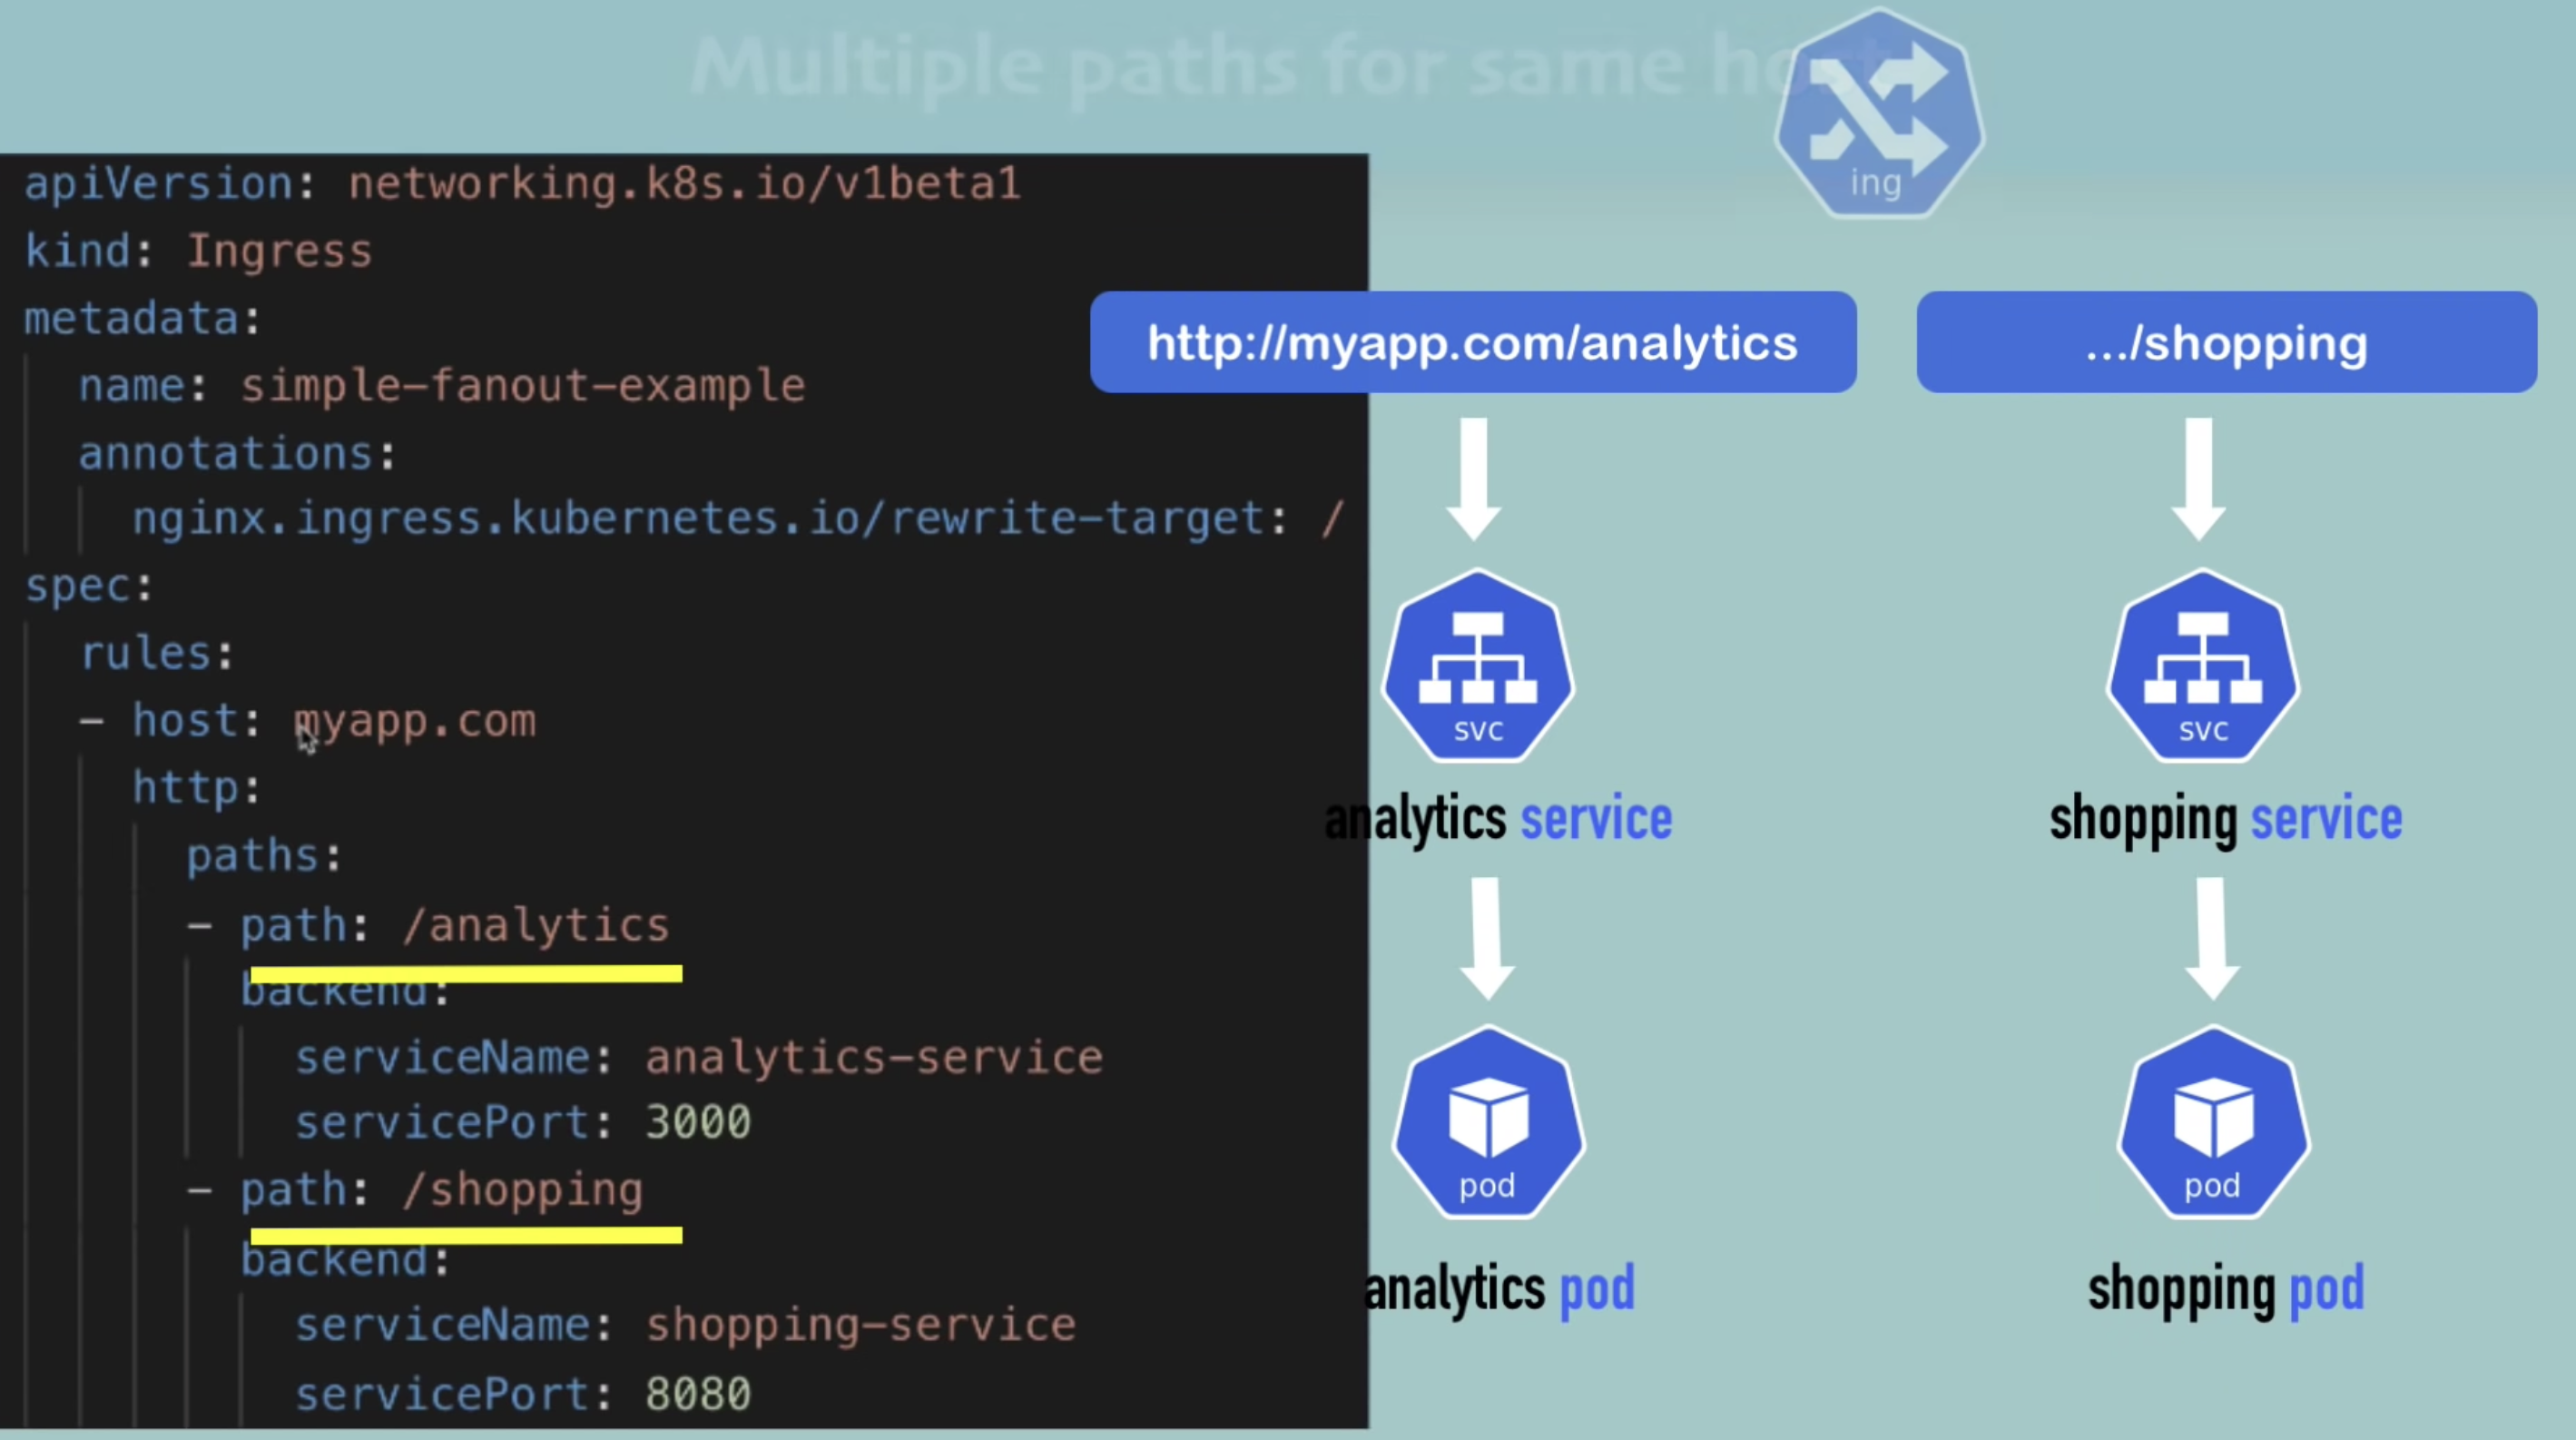 Multiple paths for same host
ing
apiVersion: networking.k8s.io/v1beta1
kind: Ingress
metadata:
name: simple-fanout-example
annotations:
nginx.ingress.kubernetes.io/rewrite-target: /
spec:
rules:
- host: myapp.com
http:
paths:
- path: /analytics
backend:
serviceName: analytics-service
servicePort: 3000
- path: /shopping
backend:
serviceName: shopping-service
servicePort: 8080
http://myapp.com/analytics
svc
analytics service
pod
analytics pod
.../shopping
svc
shopping service
pod
shopping pod